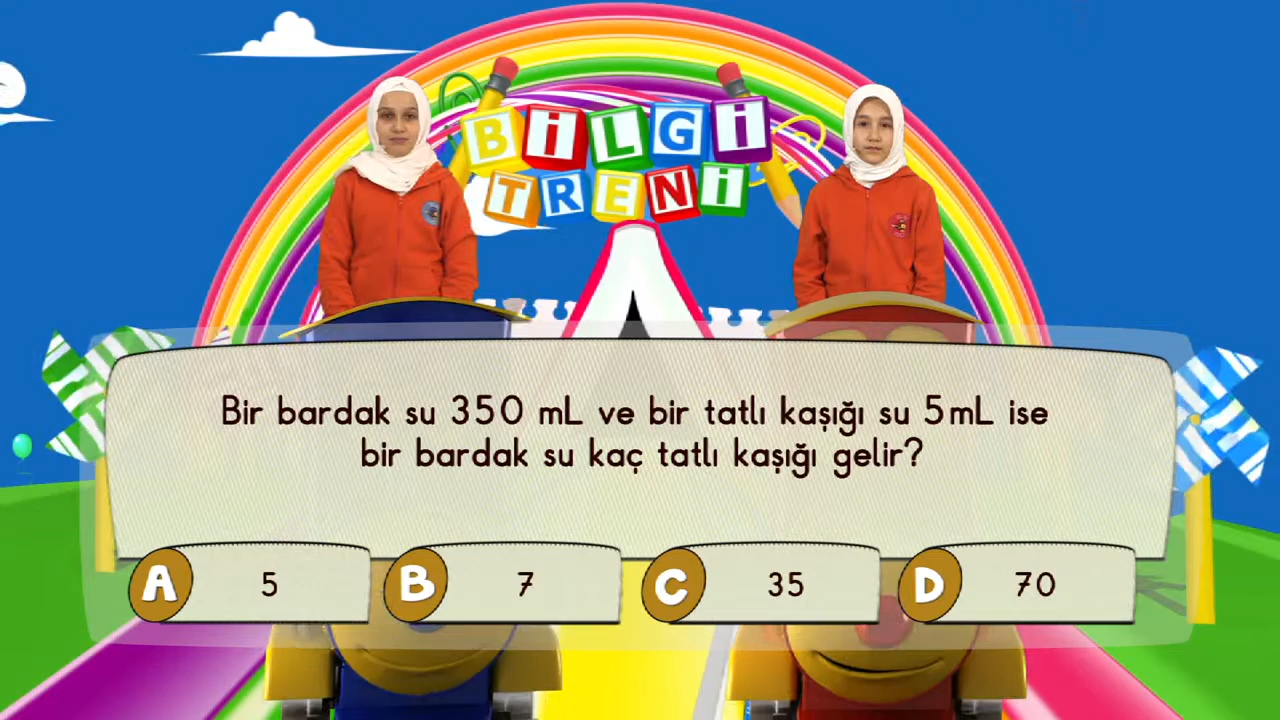 BİLGİ
TRENİ
Bir bardak su 350 mL ve bir tatlı kaşığı su 5mL ise
bir bardak su kaç tatlı kaşığı gelir?
A 5
B 7
C 35
D 70